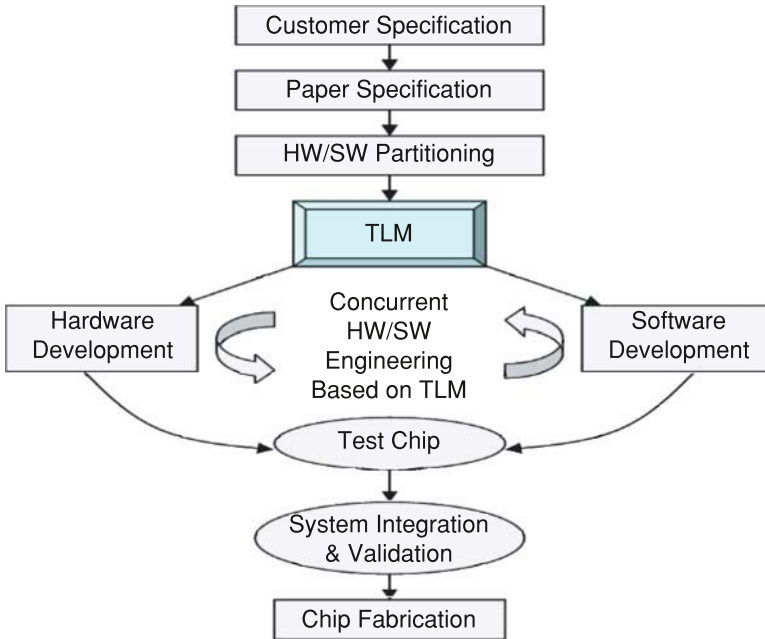 Customer Specification
Paper Specification
HW/SW Partitioning
TLM
Hardware
Development
Concurrent
HW/SW
Engineering
Based on TLM
Software
Development
Test Chip
System Integration
& Validation
Chip Fabrication